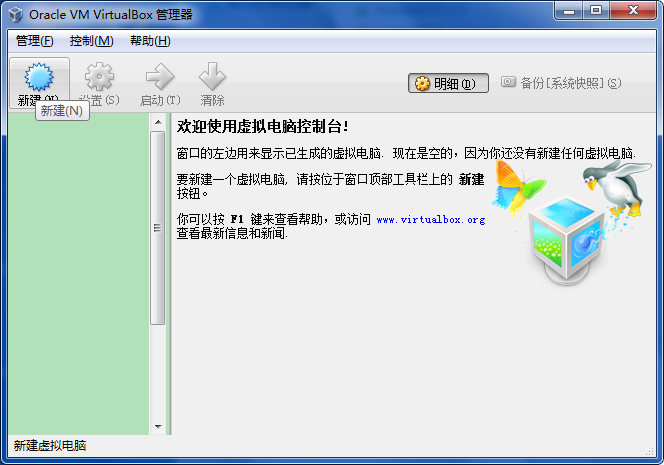 Oracle VM VirtualBox 管理器
管理(F) 控制(M) 帮助(H)
新建(N) 设置(S) 启动(T) 清除 明细(D) 备份[系统快照](S)
新建(N)
欢迎使用虚拟电脑控制台!
窗口的左边用来显示已生成的虚拟电脑. 现在是空的,因为你还没有新建任何虚拟电脑.
要新建一个虚拟电脑, 请按位于窗口顶部工具栏上的 新建
按钮。
你可以按 F1 键来查看帮助,或访问 www.virtualbox.org
查看最新信息和新闻.
新建虚拟电脑